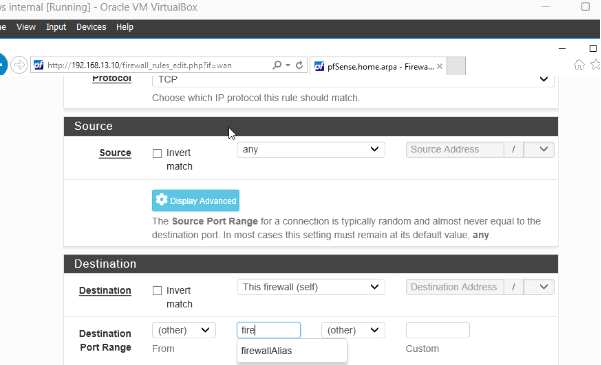 ws internal [Running] - Oracle VM VirtualBox
ne View Input Devices Help
http://192.168.13.10/firewall_rules_edit.php?if=wan
pf pfSense.home.arpa - Firewa...
Protocol TCP
Choose which IP protocol this rule should match.
Source
Source Invert match any Source Address /
Display Advanced
The Source Port Range for a connection is typically random and almost never equal to the
destination port. In most cases this setting must remain at its default value, any.
Destination
Destination Invert match This firewall (self) Destination Address /
Destination Port Range (other) fire (other)
From firewallAlias Custom